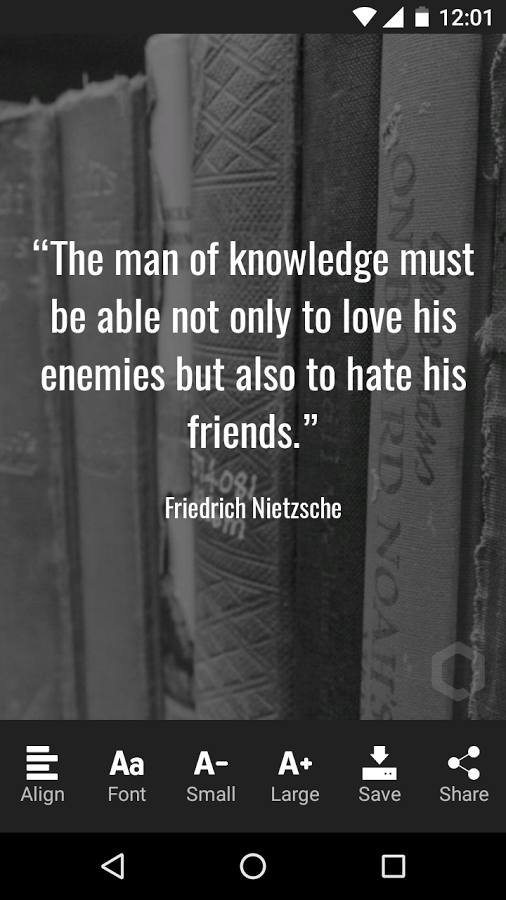 12:01
“The man of knowledge must
be able not only to love his
enemies but also to hate his
friends.”
Friedrich Nietzsche
Align Font Small Large Save Share